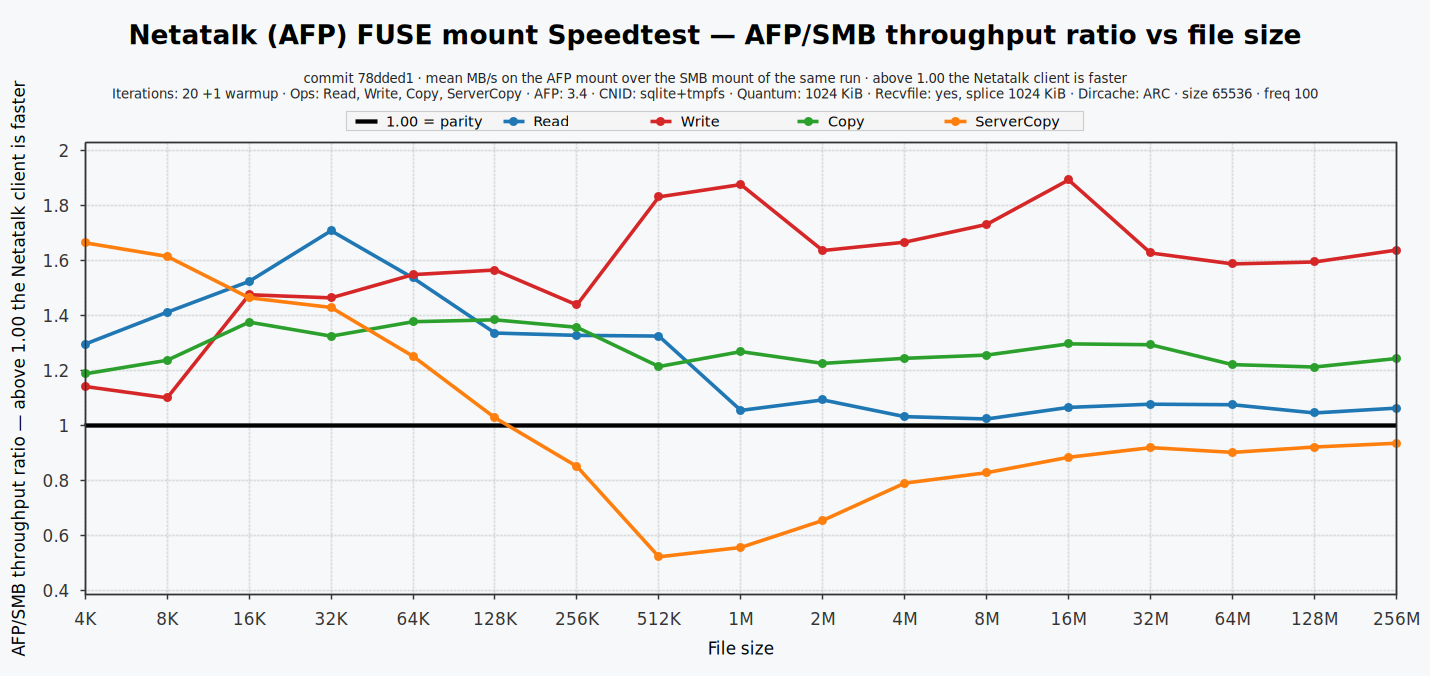 Netatalk (AFP) FUSE mount Speedtest — AFP/SMB throughput ratio vs file size
commit 78dded1 · mean MB/s on the AFP mount over the SMB mount of the same run · above 1.00 the Netatalk client is faster
Iterations: 20 +1 warmup · Ops: Read, Write, Copy, ServerCopy · AFP: 3.4 · CNID: sqlite+tmpfs · Quantum: 1024 KiB · Recvfile: yes, splice 1024 KiB · Dircache: ARC · size 65536 · freq 100
1.00 = parity Read Write Copy ServerCopy
AFP/SMB throughput ratio — above 1.00 the Netatalk client is faster
2
1.8
1.6
1.4
1.2
1
0.8
0.6
0.4
4K 8K 16K 32K 64K 128K 256K 512K 1M 2M 4M 8M 16M 32M 64M 128M 256M
File size